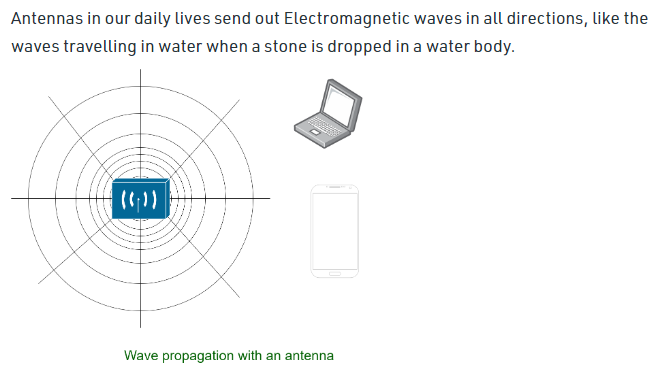 Antennas in our daily lives send out Electromagnetic waves in all directions, like the
waves travelling in water when a stone is dropped in a water body.
Wave propagation with an antenna